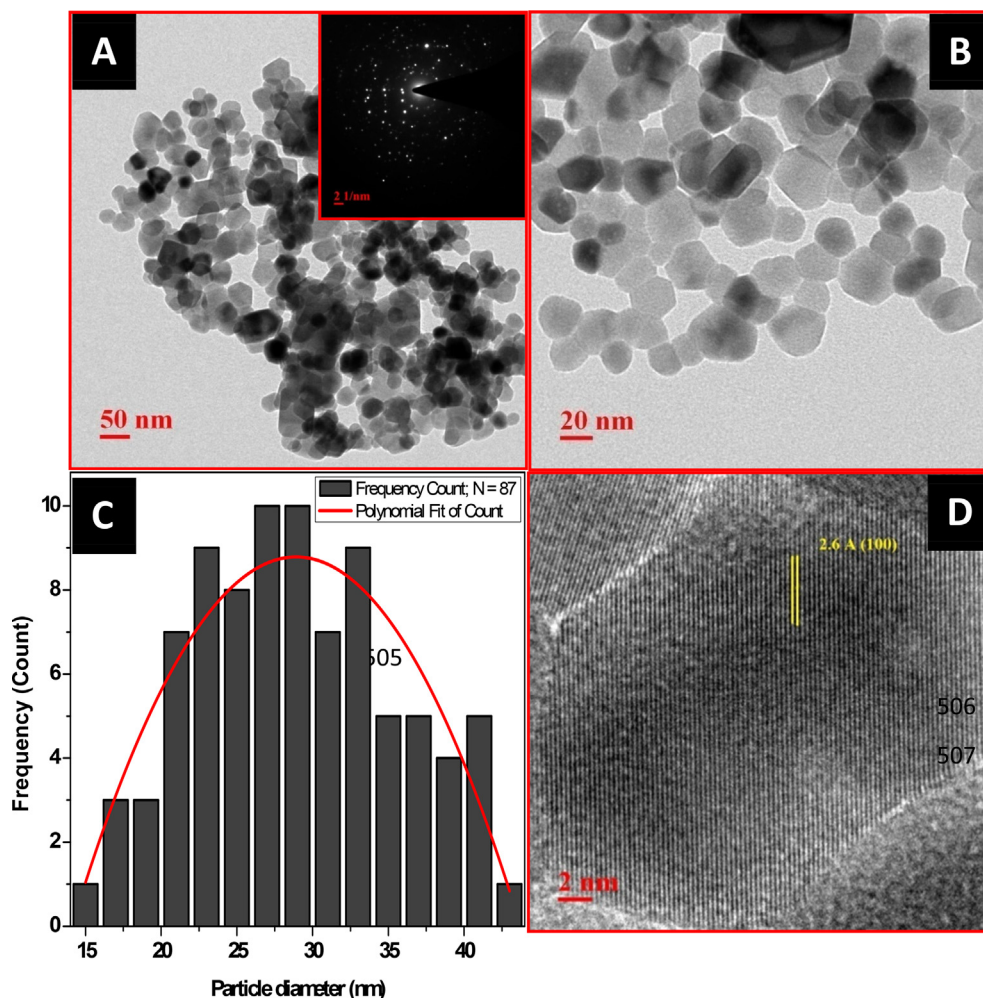 A
2 1/nm
50 nm
B
20 nm
C
Frequency Count; N = 87
Polynomial Fit of Count
10
8
6
4
2
0
505
15
20
25
30
35
40
Frequency (Count)
Particle diameter (nm)
D
2.6 A (100)
506
507
2 nm